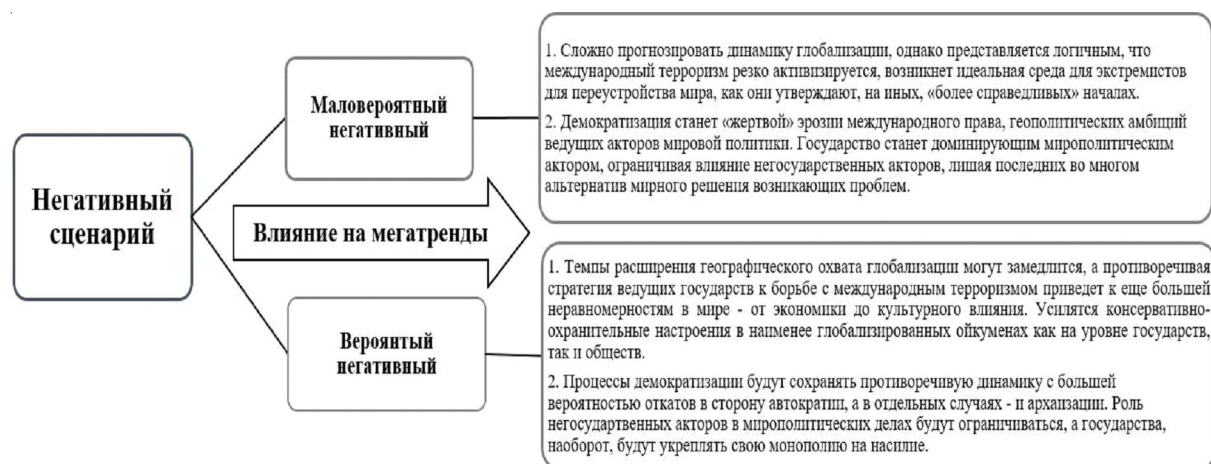 Негативный
сценарий
Маловероятный
негативный
Влияние на мегатренды
Вероянтый
негативный
1. Сложно прогнозировать динамику глобализации, однако представляется логичным, что
международный терроризм резко активизируется, возникнет идеальная среда для экстремистов
для переустройства мира, как они утверждают, на иных, «более справедливых» началах.
2. Демократизация станет «жертвой» эрозии международного права, геополитических амбиций
ведущих акторов мировой политики. Государство станет доминирующим мирополитическим
актором, ограничивая влияние негосударственных акторов, лишая последних во многом
альтернатив мирного решения возникающих проблем.
1. Темпы расширения географического охвата глобализации могут замедлится, а противоречивая
стратегия ведущих государств к борьбе с международным терроризмом приведет к еще большей
неравномерностям в мире - от экономики до культурного влияния. Усилятся консервативно-
охранительные настроения в наименее глобализированных ойкуменах как на уровне государств,
так и обществ.
2. Процессы демократизации будут сохранять противоречивую динамику с большей
вероятностью откатов в сторону автократии, а в отдельных случаях - и архаизации. Роль
негосудартвенных акторов в мирополитических делах будут ограничиваться, а государства,
наоборот, будут укреплять свою монополию на насилие.